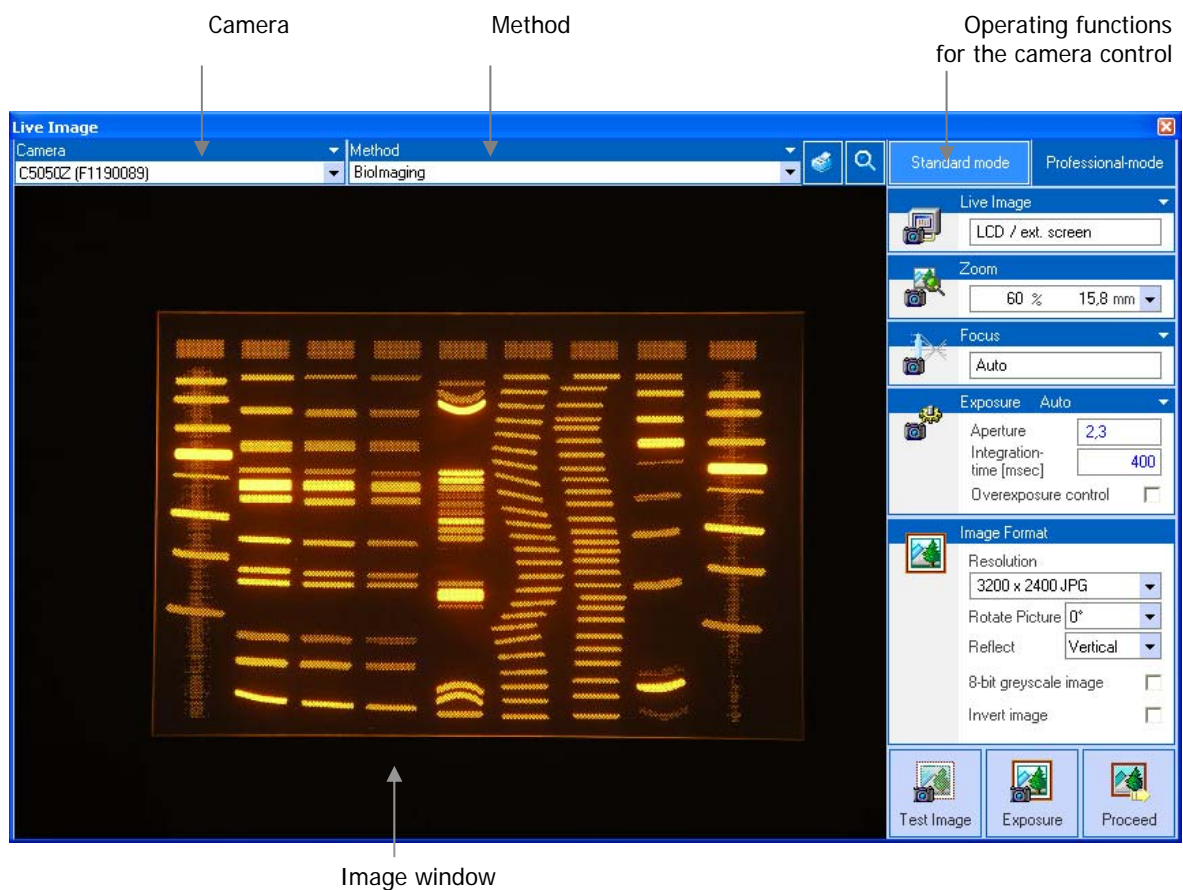 Camera
Method
Operating functions
for the camera control
Live Image
Camera
Method
C5050Z (F1190089)
BioImaging
Standard mode
Professional-mode
Live Image
LCD / ext. screen
Zoom
60 % 15,8 mm
Focus
Auto
Exposure Auto
Aperture 2,3
Integration-
time [msec] 400
Overexposure control
Image Format
Resolution
3200 x 2400 JPG
Rotate Picture 0°
Reflect Vertical
8-bit greyscale image
Invert image
Test Image
Exposure
Proceed
Image window